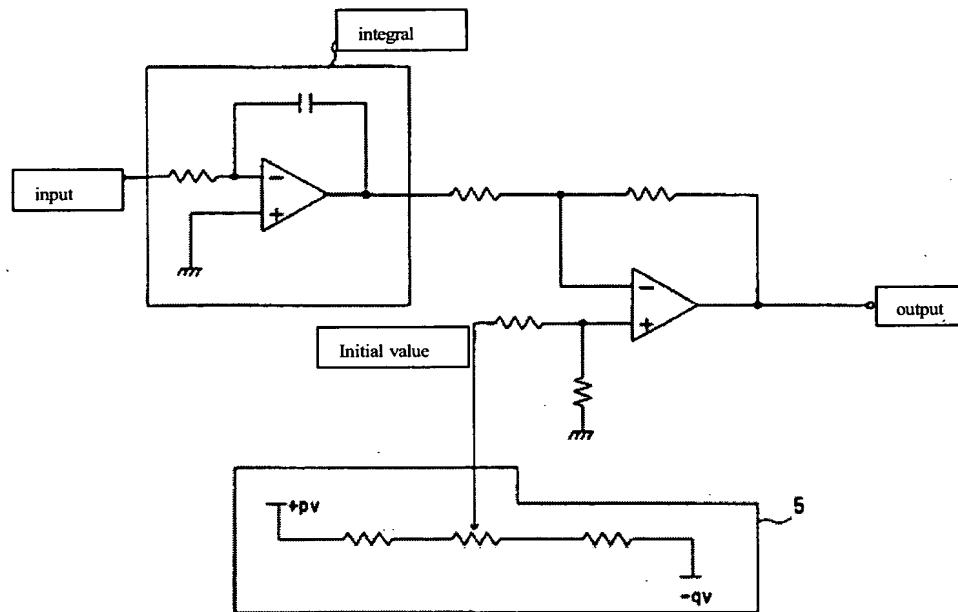 integral
input
−
+
−
+
output
Initial value
+pv
5
−qv